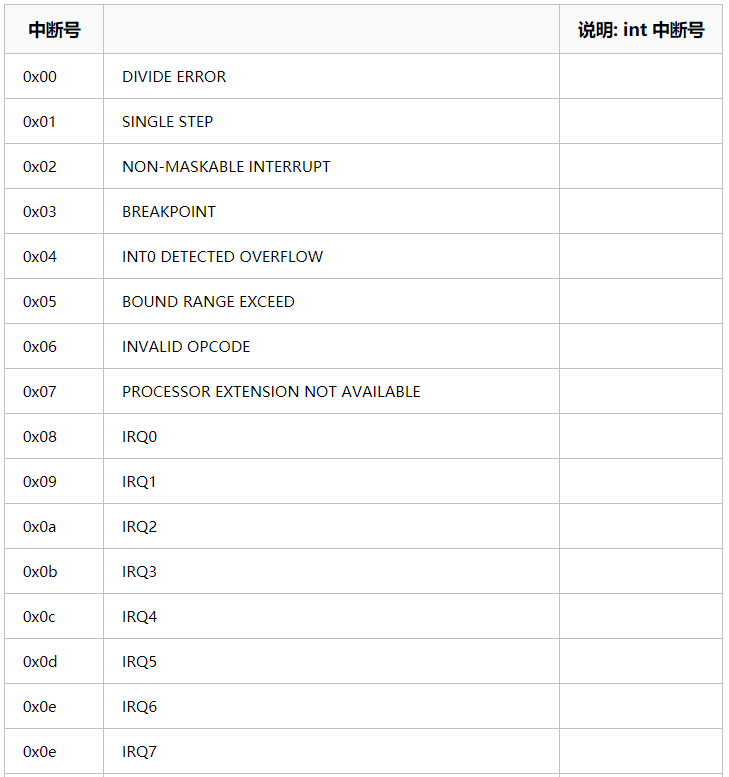 中断号 说明: int 中断号
0x00 DIVIDE ERROR
0x01 SINGLE STEP
0x02 NON-MASKABLE INTERRUPT
0x03 BREAKPOINT
0x04 INT0 DETECTED OVERFLOW
0x05 BOUND RANGE EXCEED
0x06 INVALID OPCODE
0x07 PROCESSOR EXTENSION NOT AVAILABLE
0x08 IRQ0
0x09 IRQ1
0x0a IRQ2
0x0b IRQ3
0x0c IRQ4
0x0d IRQ5
0x0e IRQ6
0x0e IRQ7